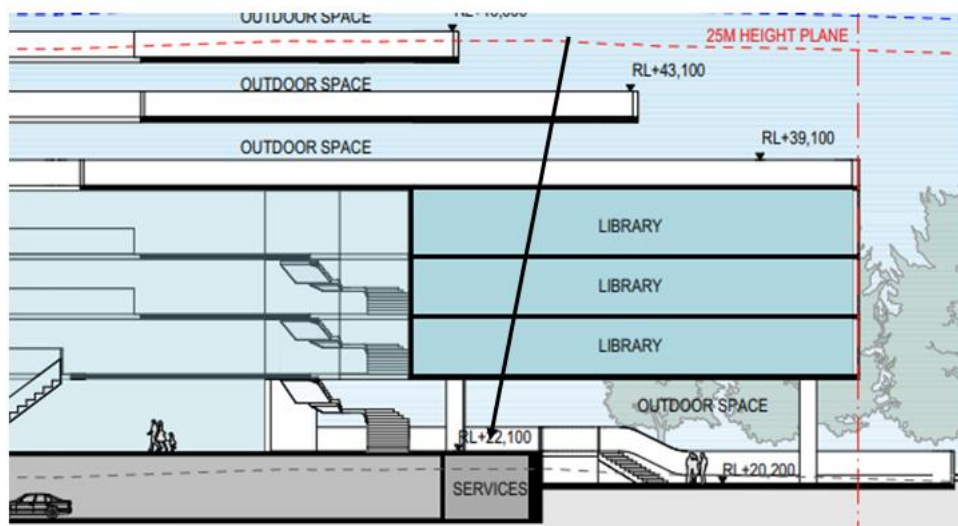 OUTDOOR SPACE
25M HEIGHT PLANE
RL+43,100
OUTDOOR SPACE
RL+39,100
OUTDOOR SPACE
LIBRARY
LIBRARY
LIBRARY
OUTDOOR SPACE
RL+22,100
RL+20,200
SERVICES